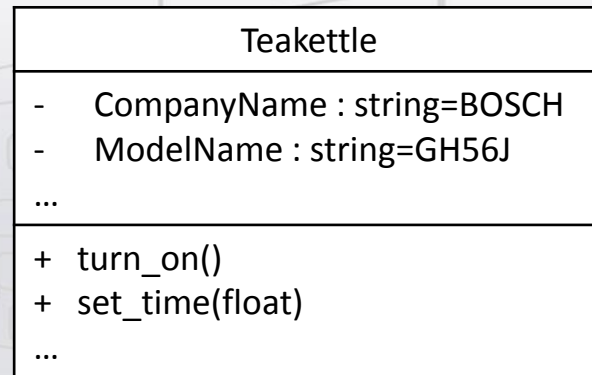 Teakettle
- CompanyName : string=BOSCH
- ModelName : string=GH56J
...
+ turn_on()
+ set_time(float)
...